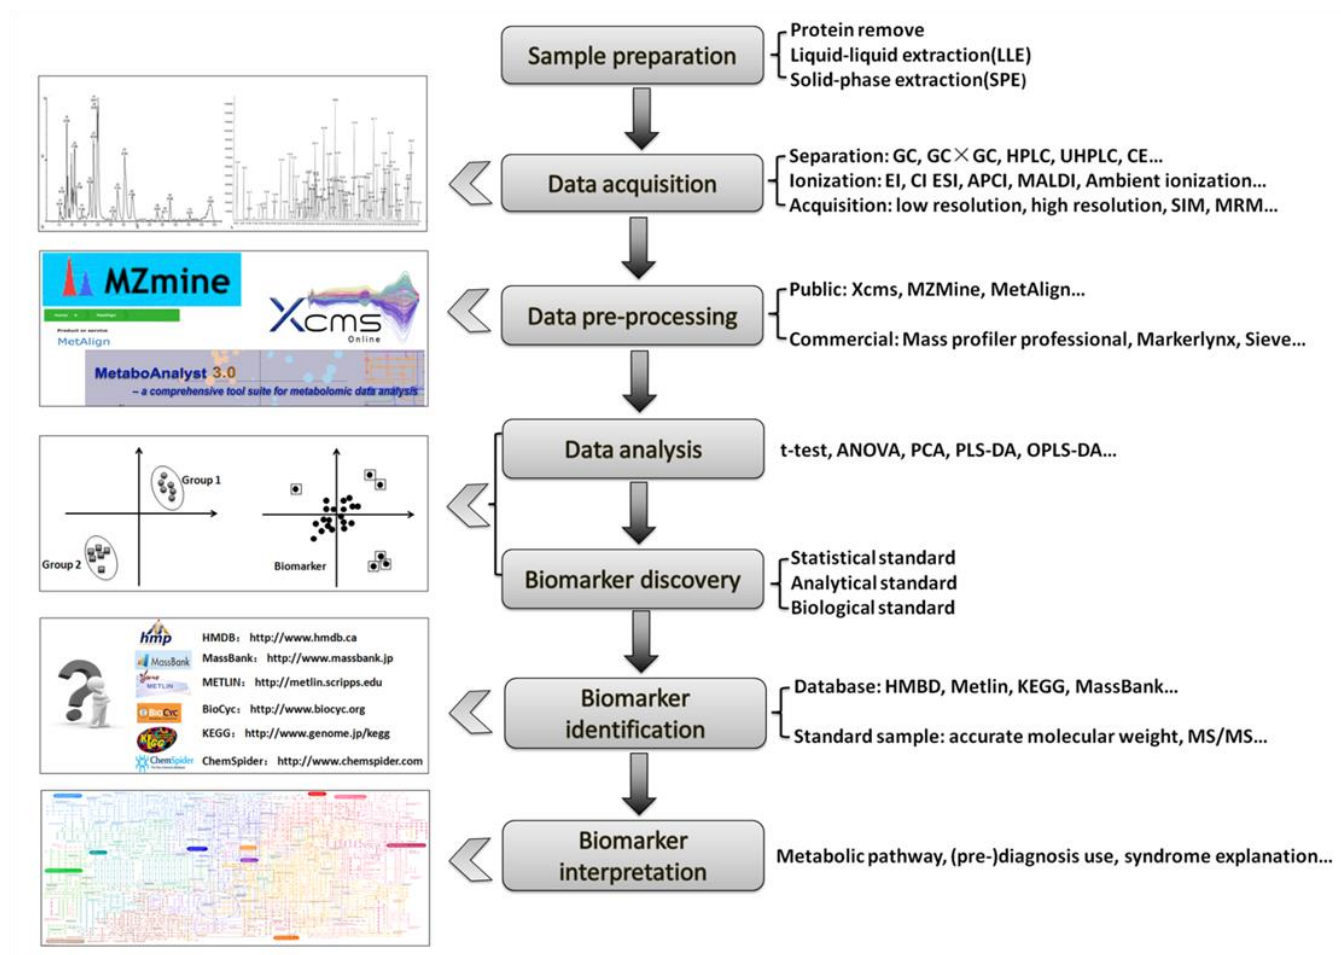 Sample preparation
Protein remove
Liquid-liquid extraction(LLE)
Solid-phase extraction(SPE)
Data acquisition
Separation: GC, GC×GC, HPLC, UHPLC, CE...
Ionization: EI, CI ESI, APCI, MALDI, Ambient ionization...
Acquisition: low resolution, high resolution, SIM, MRM...
MZmine
Home
MetAlign
Product or service
MetAlign
Xcms
Online
MetaboAnalyst 3.0
– a comprehensive tool suite for metabolomic data analysis
Data pre-processing
Public: Xcms, MZMine, MetAlign...
Commercial: Mass profiler professional, Markerlynx, Sieve...
Group 1
Group 2
Biomarker
Data analysis
t-test, ANOVA, PCA, PLS-DA, OPLS-DA...
Biomarker discovery
Statistical standard
Analytical standard
Biological standard
hmp
HMDB: http://www.hmdb.ca
MassBank
MassBank: http://www.massbank.jp
METLIN
METLIN: http://metlin.scripps.edu
BioCyc
BioCyc: http://www.biocyc.org
KEGG
KEGG: http://www.genome.jp/kegg
ChemSpider
ChemSpider: http://www.chemspider.com
Biomarker
identification
Database: HMBD, Metlin, KEGG, MassBank...
Standard sample: accurate molecular weight, MS/MS...
Biomarker
interpretation
Metabolic pathway, (pre-)diagnosis use, syndrome explanation...